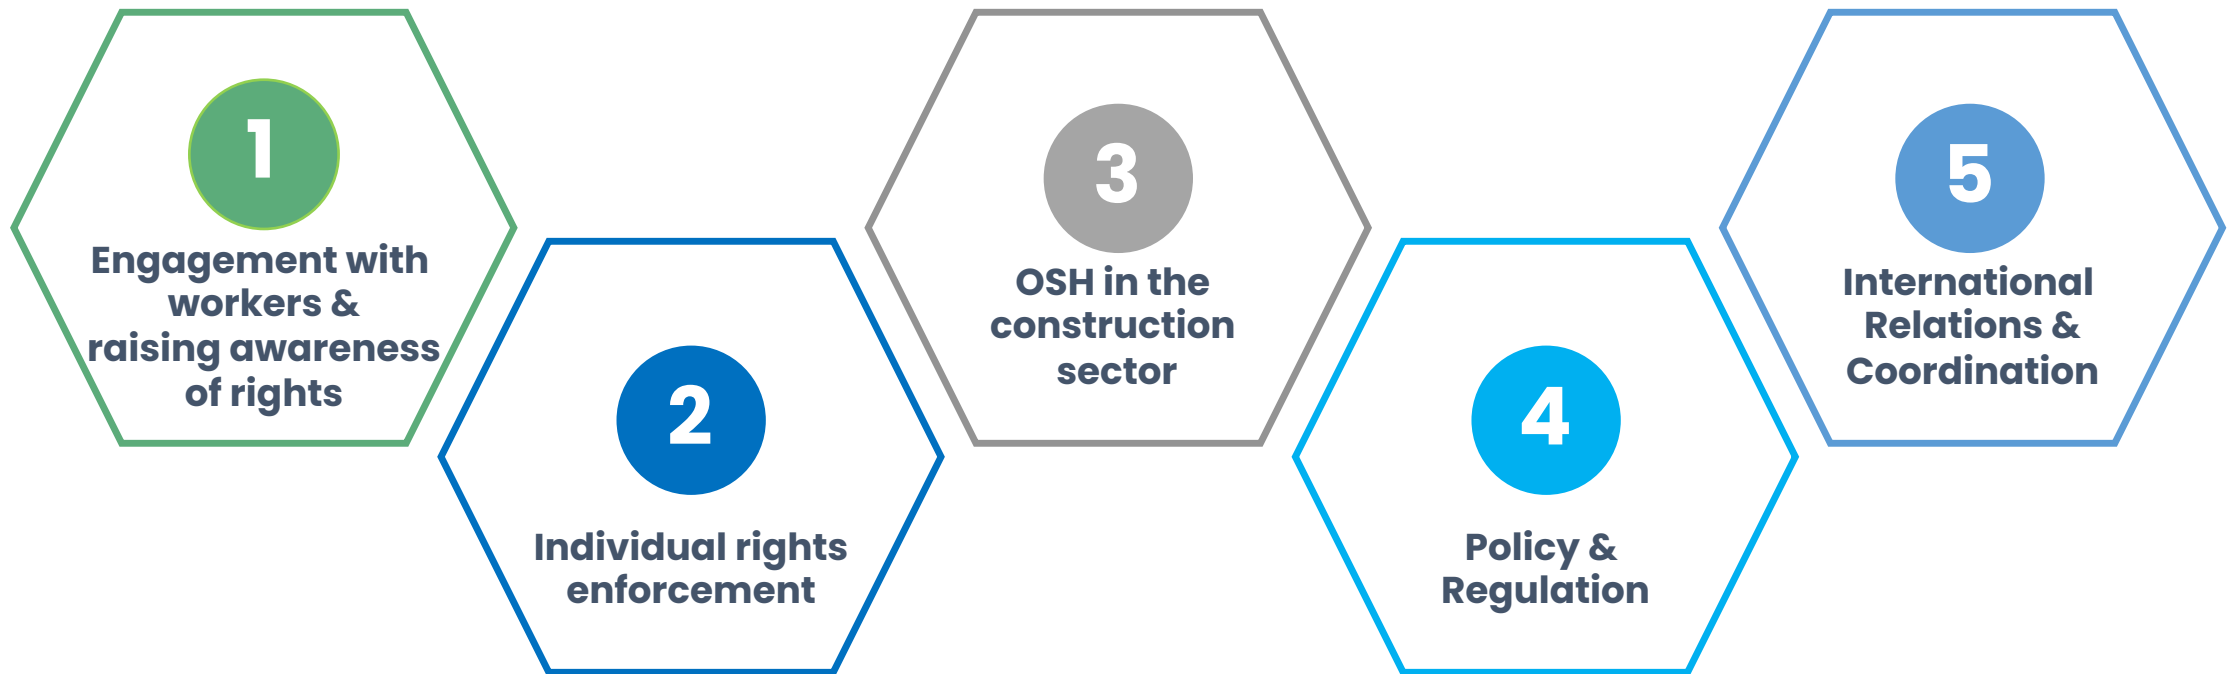 1
Engagement with
workers &
raising awareness
of rights
2
Individual rights
enforcement
3
OSH in the
construction
sector
4
Policy &
Regulation
5
International
Relations &
Coordination